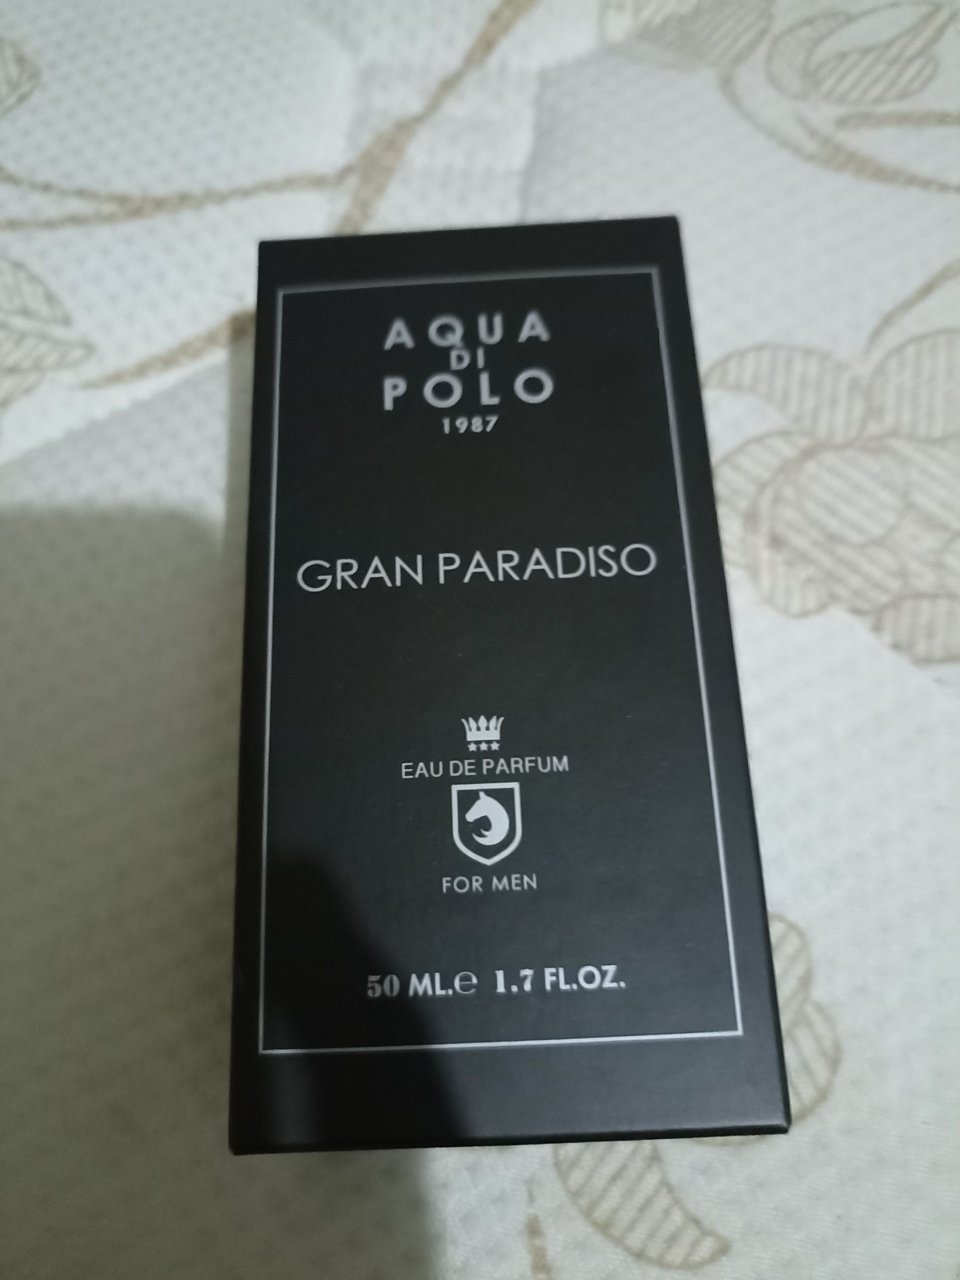 AQUA
DI
POLO
1987
GRAN PARADISO
EAU DE PARFUM
FOR MEN
50 ML.e 1.7 FL.OZ.